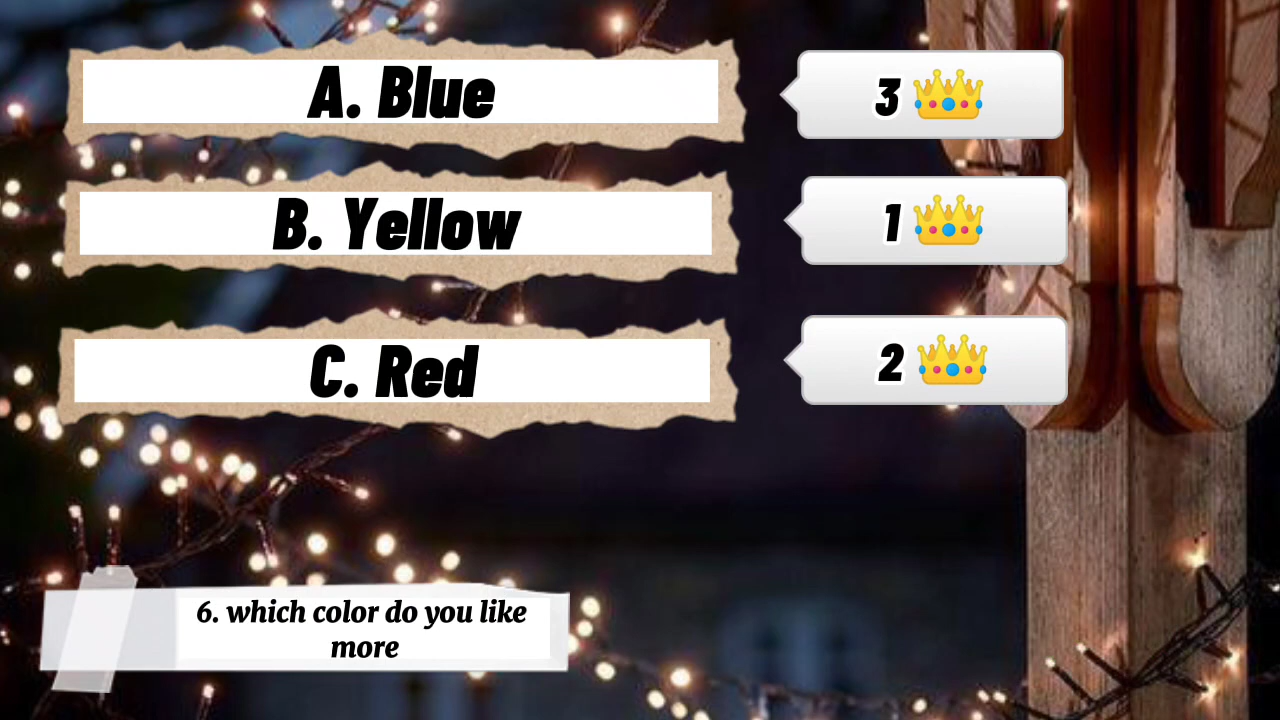 A. Blue
3 👑
B. Yellow
1 👑
C. Red
2 👑
6. which color do you like
more